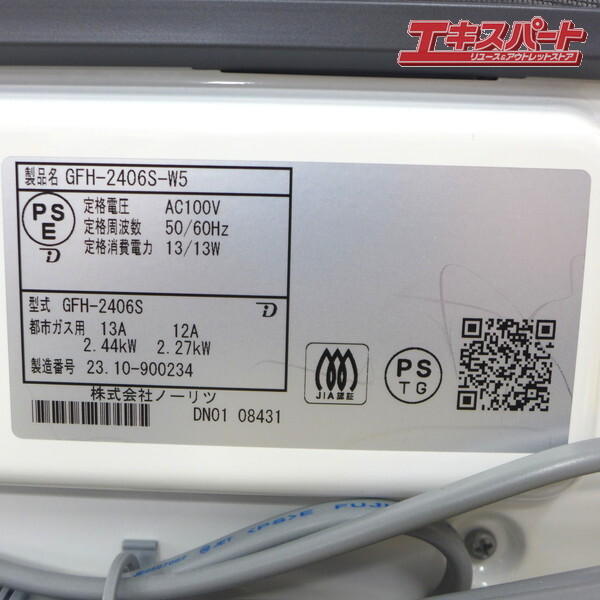 エキスパート
リユース&アウトレットストア
製品名 GFH-2406S-W5
PS
E
定格電圧 AC100V
定格周波数 50/60Hz
定格消費電力 13/13W
型式 GFH-2406S
都市ガス用 13A 12A
2.44kW 2.27kW
製造番号 23.10-900234
株式会社ノーリツ
DN01 08431
JIA認証
PS
TG
JET <PS>E FUJI